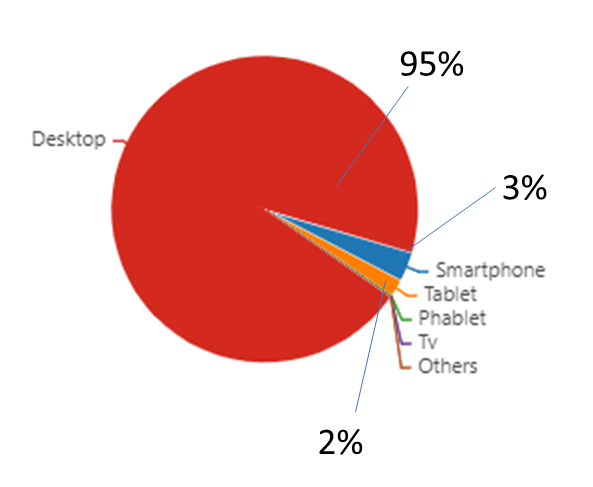 95%
Desktop
3%
Smartphone
Tablet
Phablet
Tv
Others
2%